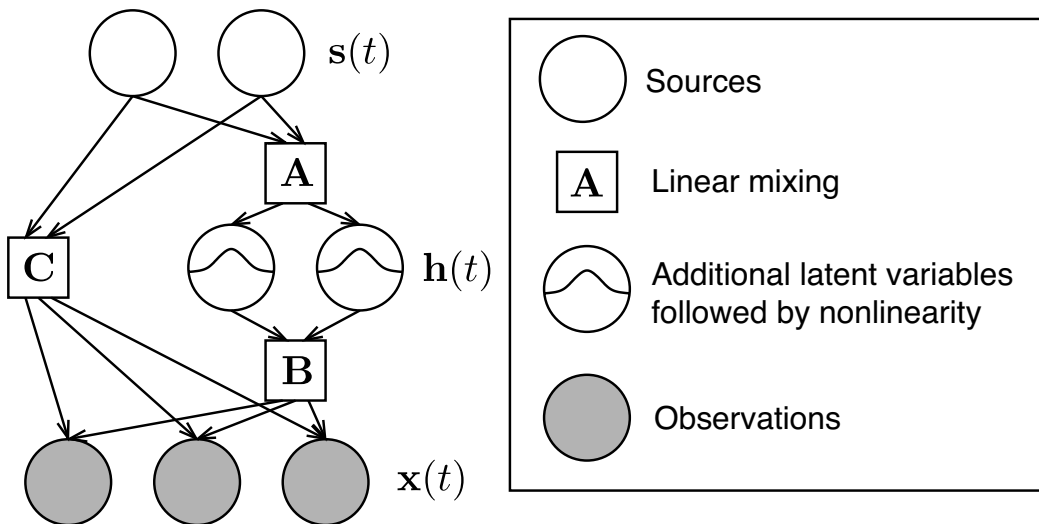 s(t)
A
C
h(t)
B
x(t)
Sources
A
Linear mixing
Additional latent variables
followed by nonlinearity
Observations